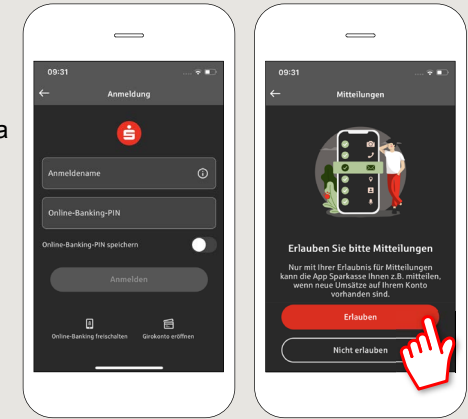 a
09:31
Anmeldung
Anmeldename
Online-Banking-PIN
Online-Banking-PIN speichern
Anmelden
Online-Banking freischalten
Girokonto eröffnen
09:31
Mitteilungen
Erlauben Sie bitte Mitteilungen
Nur mit Ihrer Erlaubnis für Mitteilungen
kann die App Sparkasse Ihnen z.B. mitteilen,
wenn neue Umsätze auf Ihrem Konto
vorhanden sind.
Erlauben
Nicht erlauben